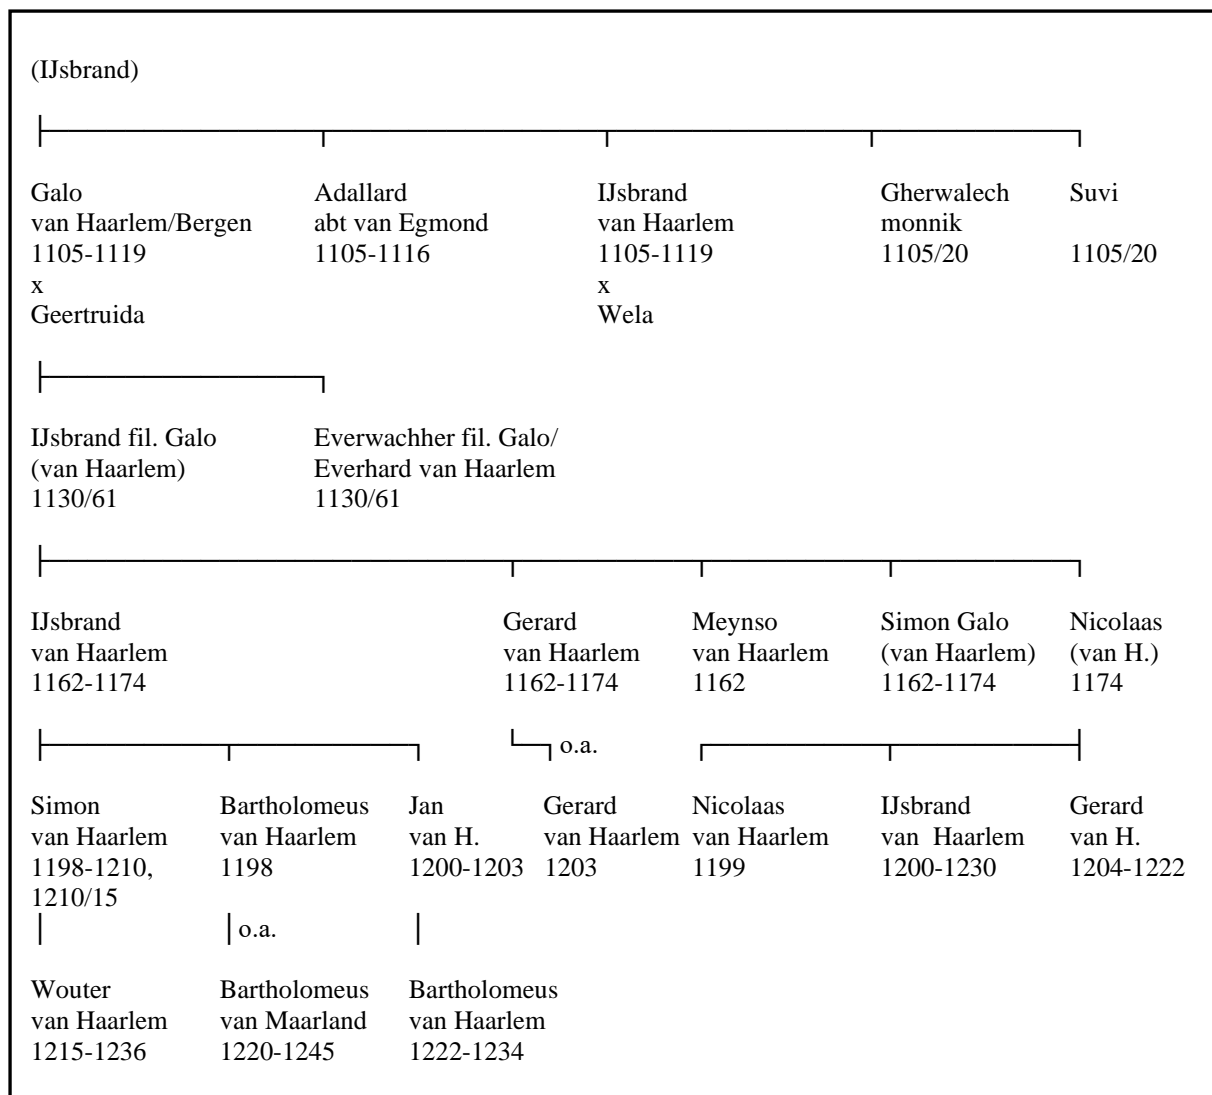 (IJsbrand)
Galo Adallard IJsbrand Gherwalech Suvi
van Haarlem/Bergen abt van Egmond van Haarlem monnik
1105-1119 1105-1116 1105-1119 1105/20 1105/20
x x
Geertruida Wela
IJsbrand fil. Galo Everwachher fil. Galo/
(van Haarlem) Everhard van Haarlem
1130/61 1130/61
IJsbrand Gerard Meynso Simon Galo Nicolaas
van Haarlem van Haarlem van Haarlem (van Haarlem) (van H.)
1162-1174 1162-1174 1162 1162-1174 1174
o.a.
Simon Bartholomeus Jan Gerard Nicolaas IJsbrand Gerard
van Haarlem van Haarlem van H. van Haarlem van Haarlem van Haarlem van H.
1198-1210, 1198 1200-1203 1203 1199 1200-1230 1204-1222
1210/15
o.a.
Wouter Bartholomeus Bartholomeus
van Haarlem van Maarland van Haarlem
1215-1236 1220-1245 1222-1234